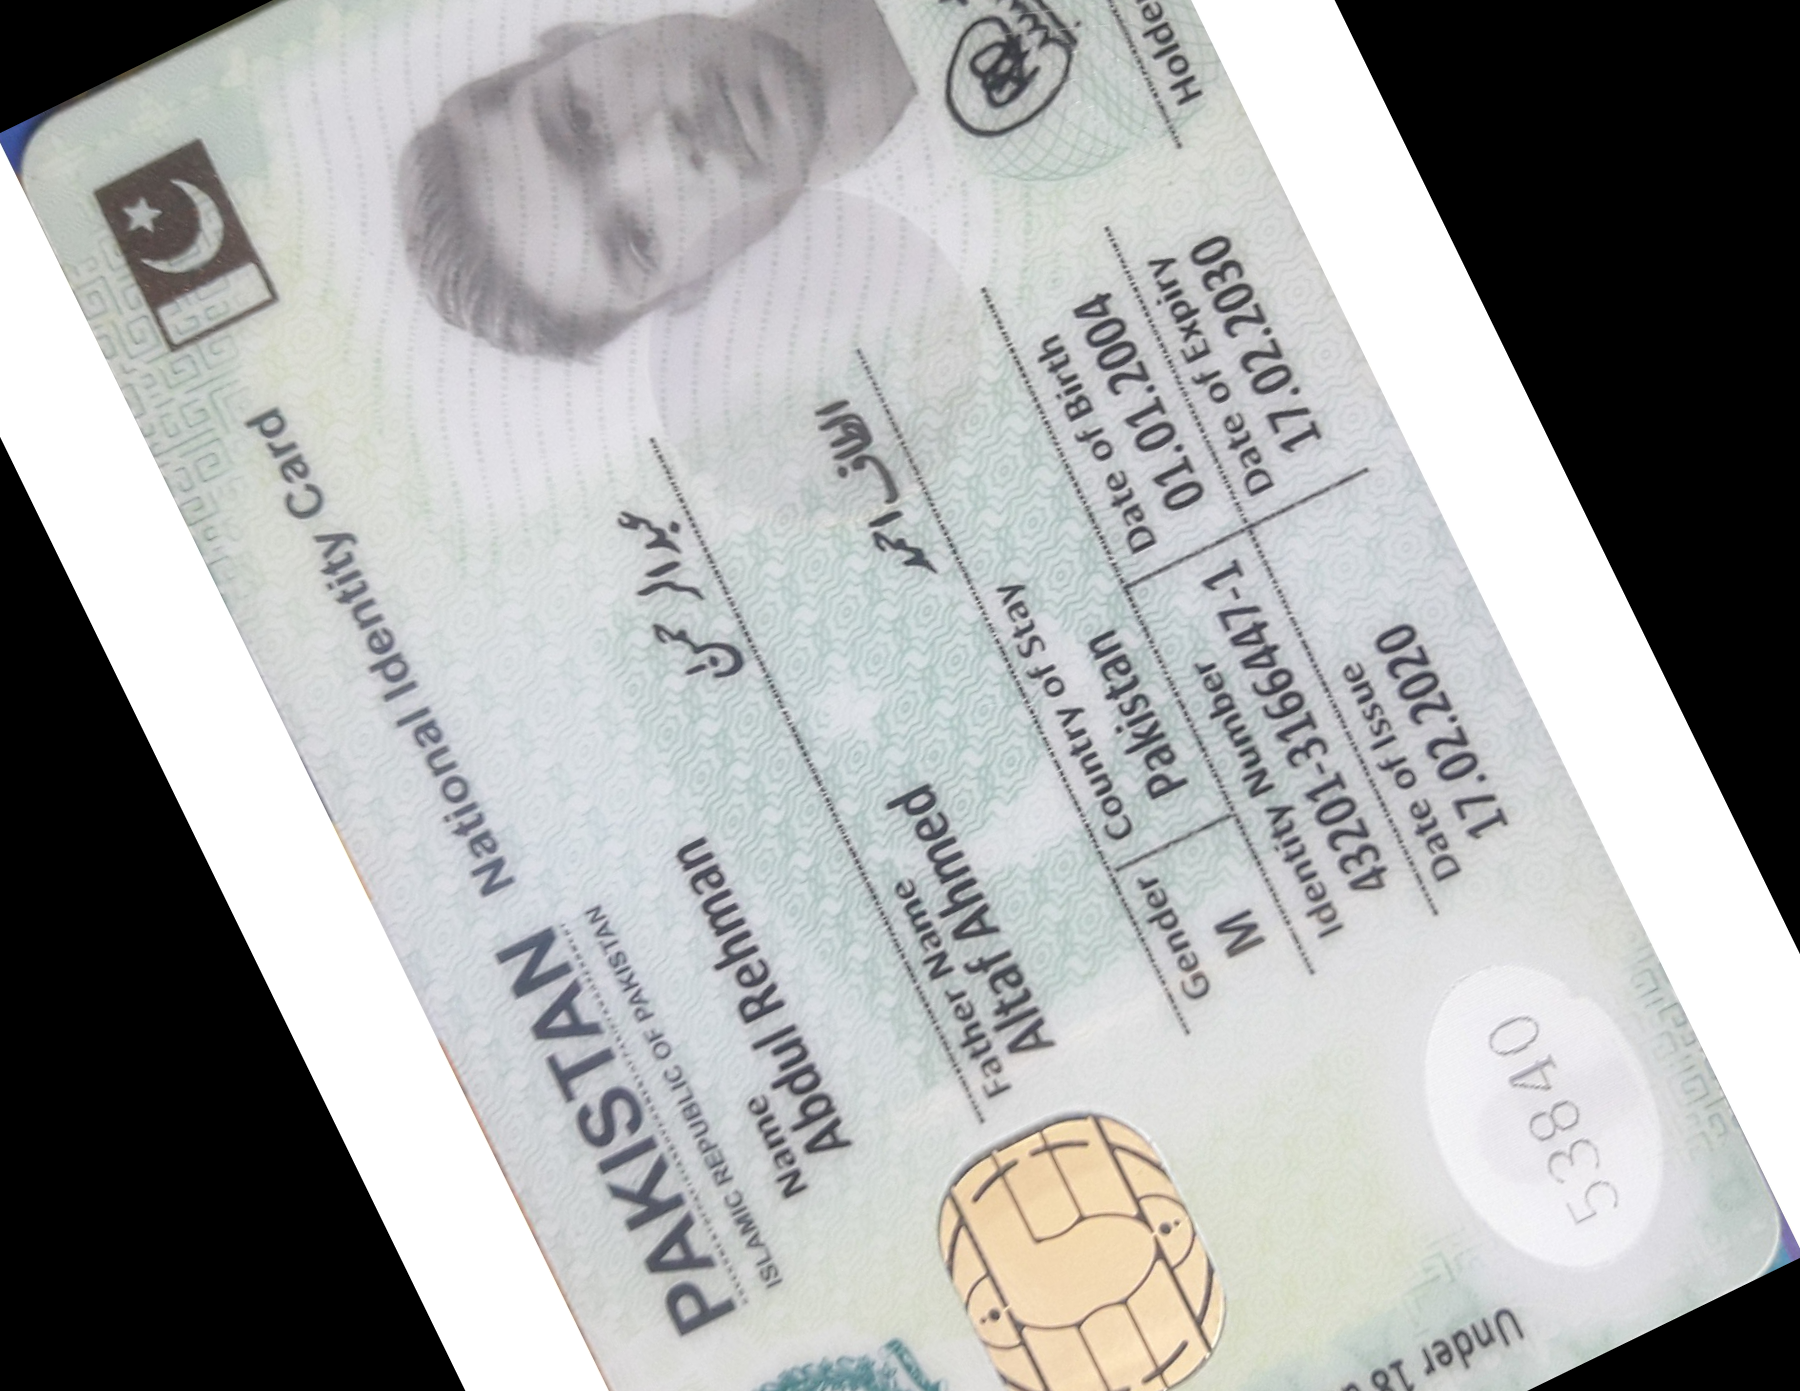 PAKISTAN National Identity Card
ISLAMIC REPUBLIC OF PAKISTAN
Name
Abdul Rehman
عبدالرحمن
Father Name
Altaf Ahmed
الطاف احمد
Gender Country of Stay
M Pakistan
Identity Number Date of Birth
43201-3166447-1 01.01.2004
Date of Issue Date of Expiry
17.02.2020 17.02.2030
Holder
53840
Under 18